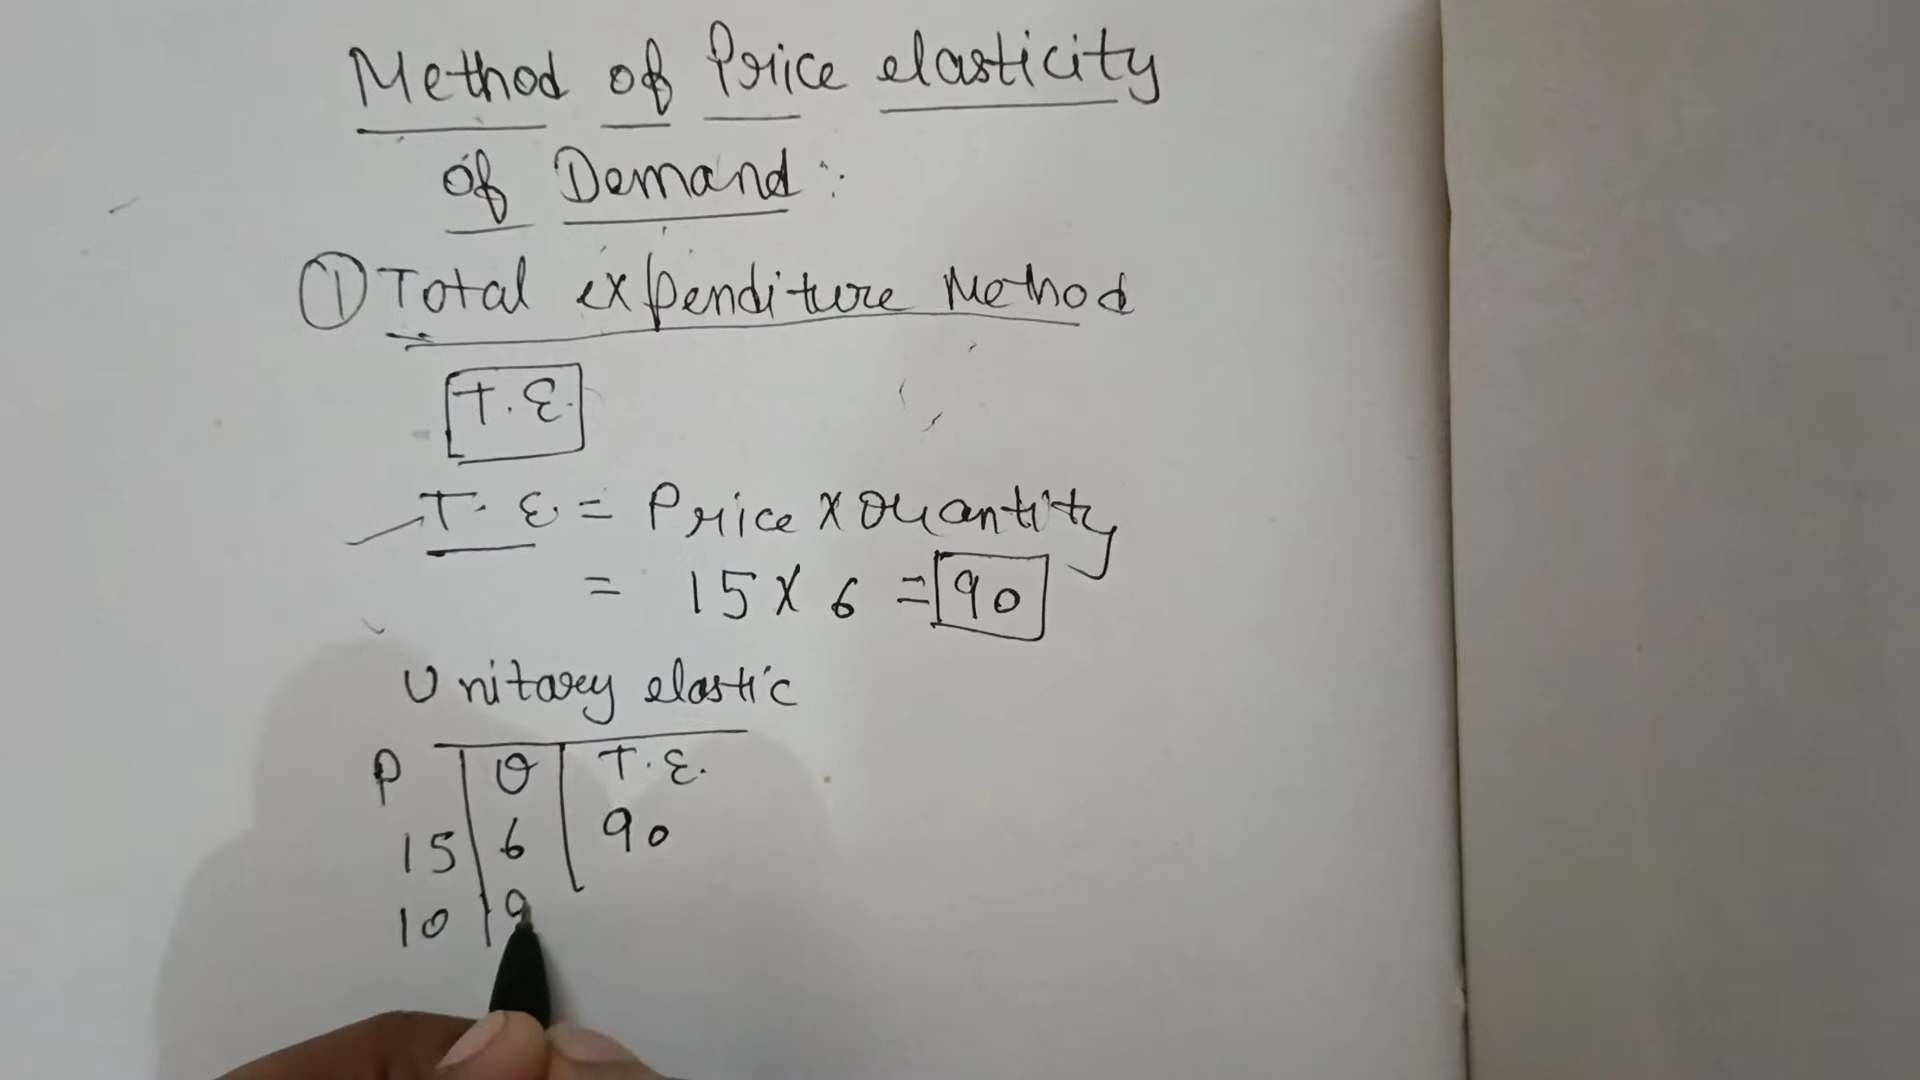 Method of Price elasticity
of Demand :
① Total expenditure Method
T.E.
T.E. = Price x Quantity
= 15 x 6 = 90
Unitary elastic
P Q T.E.
15 6 90
10 9